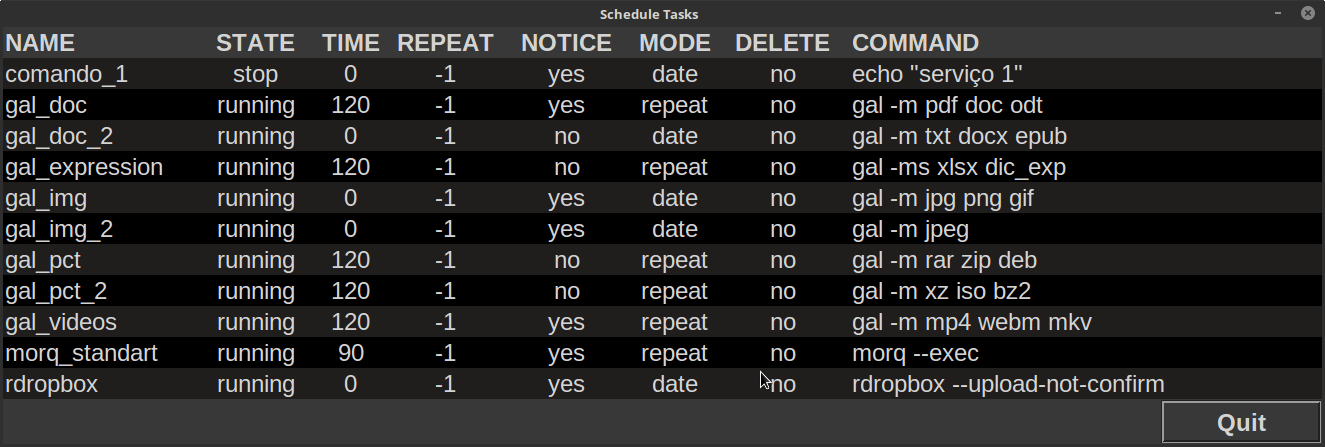 Schedule Tasks
NAME STATE TIME REPEAT NOTICE MODE DELETE COMMAND
comando_1 stop 0 -1 yes date no echo "serviço 1"
gal_doc running 120 -1 yes repeat no gal -m pdf doc odt
gal_doc_2 running 0 -1 no date no gal -m txt docx epub
gal_expression running 120 -1 no repeat no gal -ms xlsx dic_exp
gal_img running 0 -1 yes date no gal -m jpg png gif
gal_img_2 running 0 -1 yes date no gal -m jpeg
gal_pct running 120 -1 no repeat no gal -m rar zip deb
gal_pct_2 running 120 -1 no repeat no gal -m xz iso bz2
gal_videos running 120 -1 yes repeat no gal -m mp4 webm mkv
morq_standart running 90 -1 yes repeat no morq --exec
rdropbox running 0 -1 yes date no rdropbox --upload-not-confirm
Quit